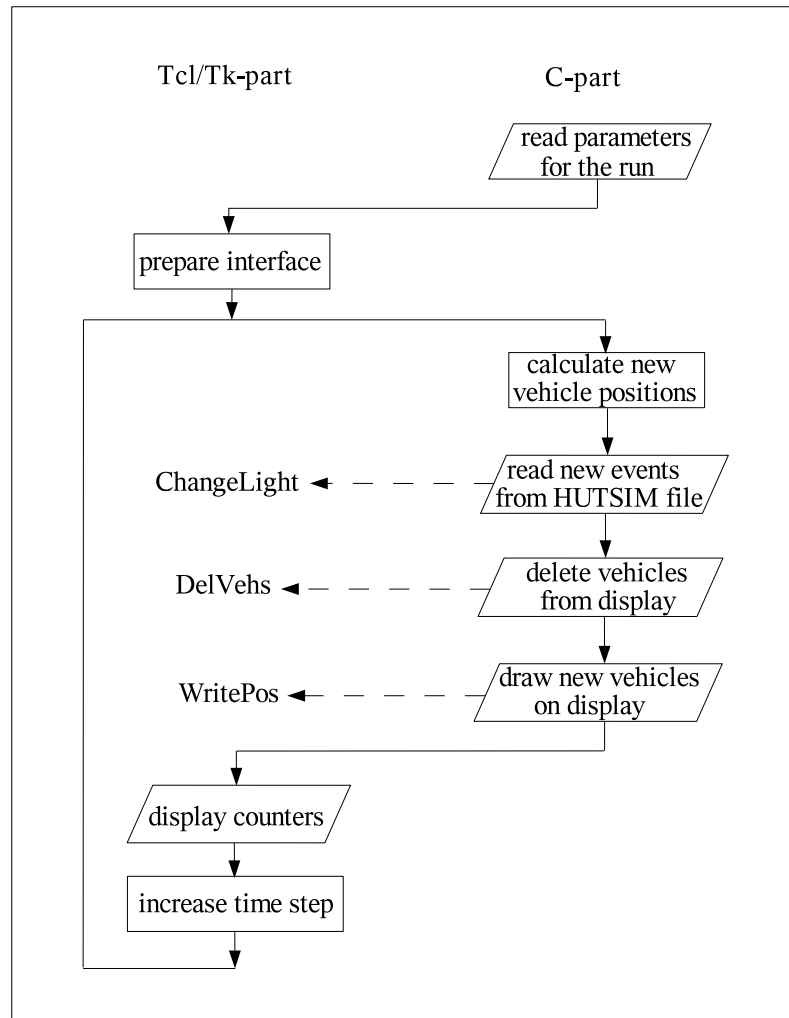 Tcl/Tk-part
C-part
read parameters
for the run
prepare interface
calculate new
vehicle positions
ChangeLight
read new events
from HUTSIM file
DelVehs
delete vehicles
from display
WritePos
draw new vehicles
on display
display counters
increase time step